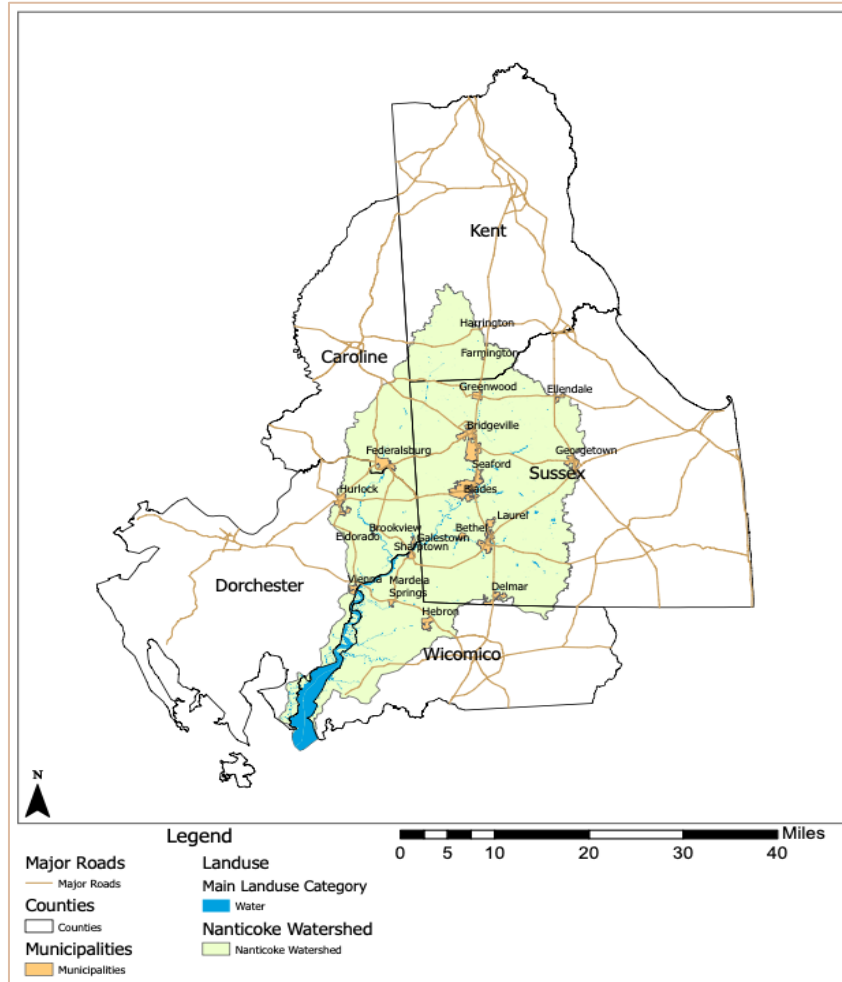 Kent
Harrington
Caroline
Farmington
Greenwood
Ellendale
Bridgeville
Federalsburg
Georgetown
Seaford
Sussex
Hurlock
Blades
Laurel
Brookview
Bethel
Eldorado
Galestown
Sharptown
Dorchester
Vienna
Mardela
Springs
Delmar
Hebron
Wicomico
N
Legend
Miles
0 5 10 20 30 40
Major Roads
Major Roads
Counties
Counties
Municipalities
Municipalities
Landuse
Main Landuse Category
Water
Nanticoke Watershed
Nanticoke Watershed